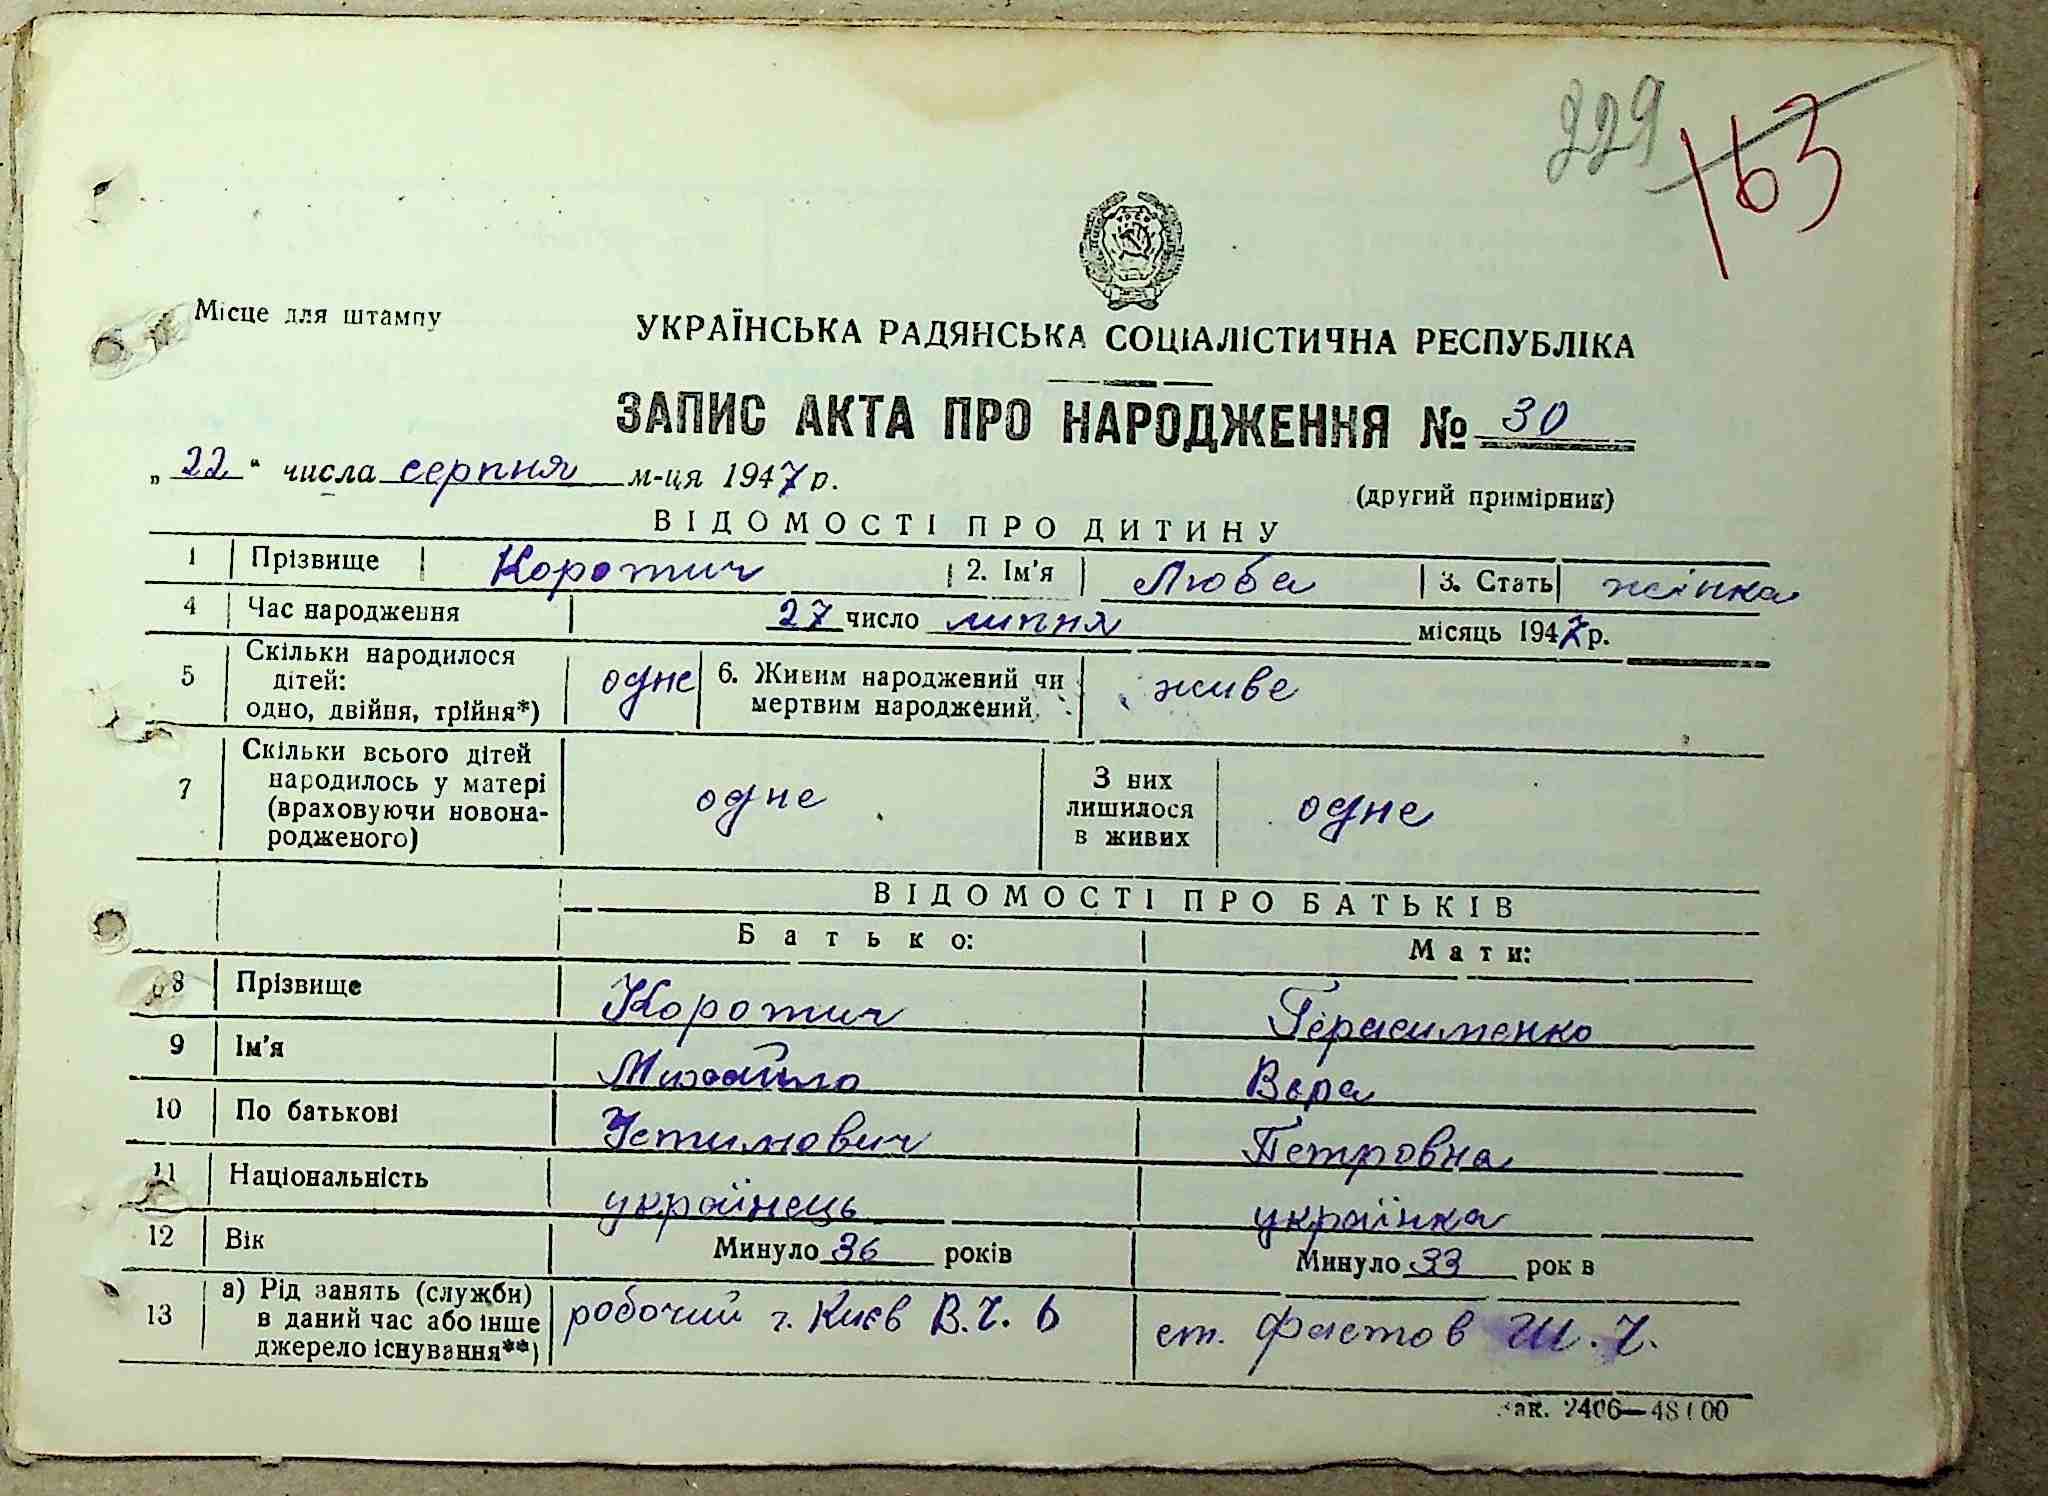 229
163
Місце для штампу
УКРАЇНСЬКА РАДЯНСЬКА СОЦІАЛІСТИЧНА РЕСПУБЛІКА
ЗАПИС АКТА ПРО НАРОДЖЕННЯ № 30
„22“ числа серпня м-ця 1947 р.
(другий примірник)
ВІДОМОСТІ ПРО ДИТИНУ
1 Прізвище Коротич 2. Ім'я Люба 3. Стать жінка
4 Час народження 27 число липня місяць 1947 р.
5 Скільки народилося
дітей:
одно, двійня, трійня*) одне 6. Живим народжений чи
мертвим народжений живе
7 Скільки всього дітей
народилось у матері
(враховуючи новона-
родженого) одне З них
лишилося
в живих одне
ВІДОМОСТІ ПРО БАТЬКІВ
Батько: Мати:
8 Прізвище Коротич Герасименко
9 Ім'я Михайло Вєра
10 По батькові Устимович Петровна
11 Національність українець українка
12 Вік Минуло 36 років Минуло 33 рок в
13 а) Рід занять (служби)
в даний час або інше
джерело існування**) робочий г. Києв В.Ч. 6 ст. Фастов Ш.Ч.
Зак. 2406—